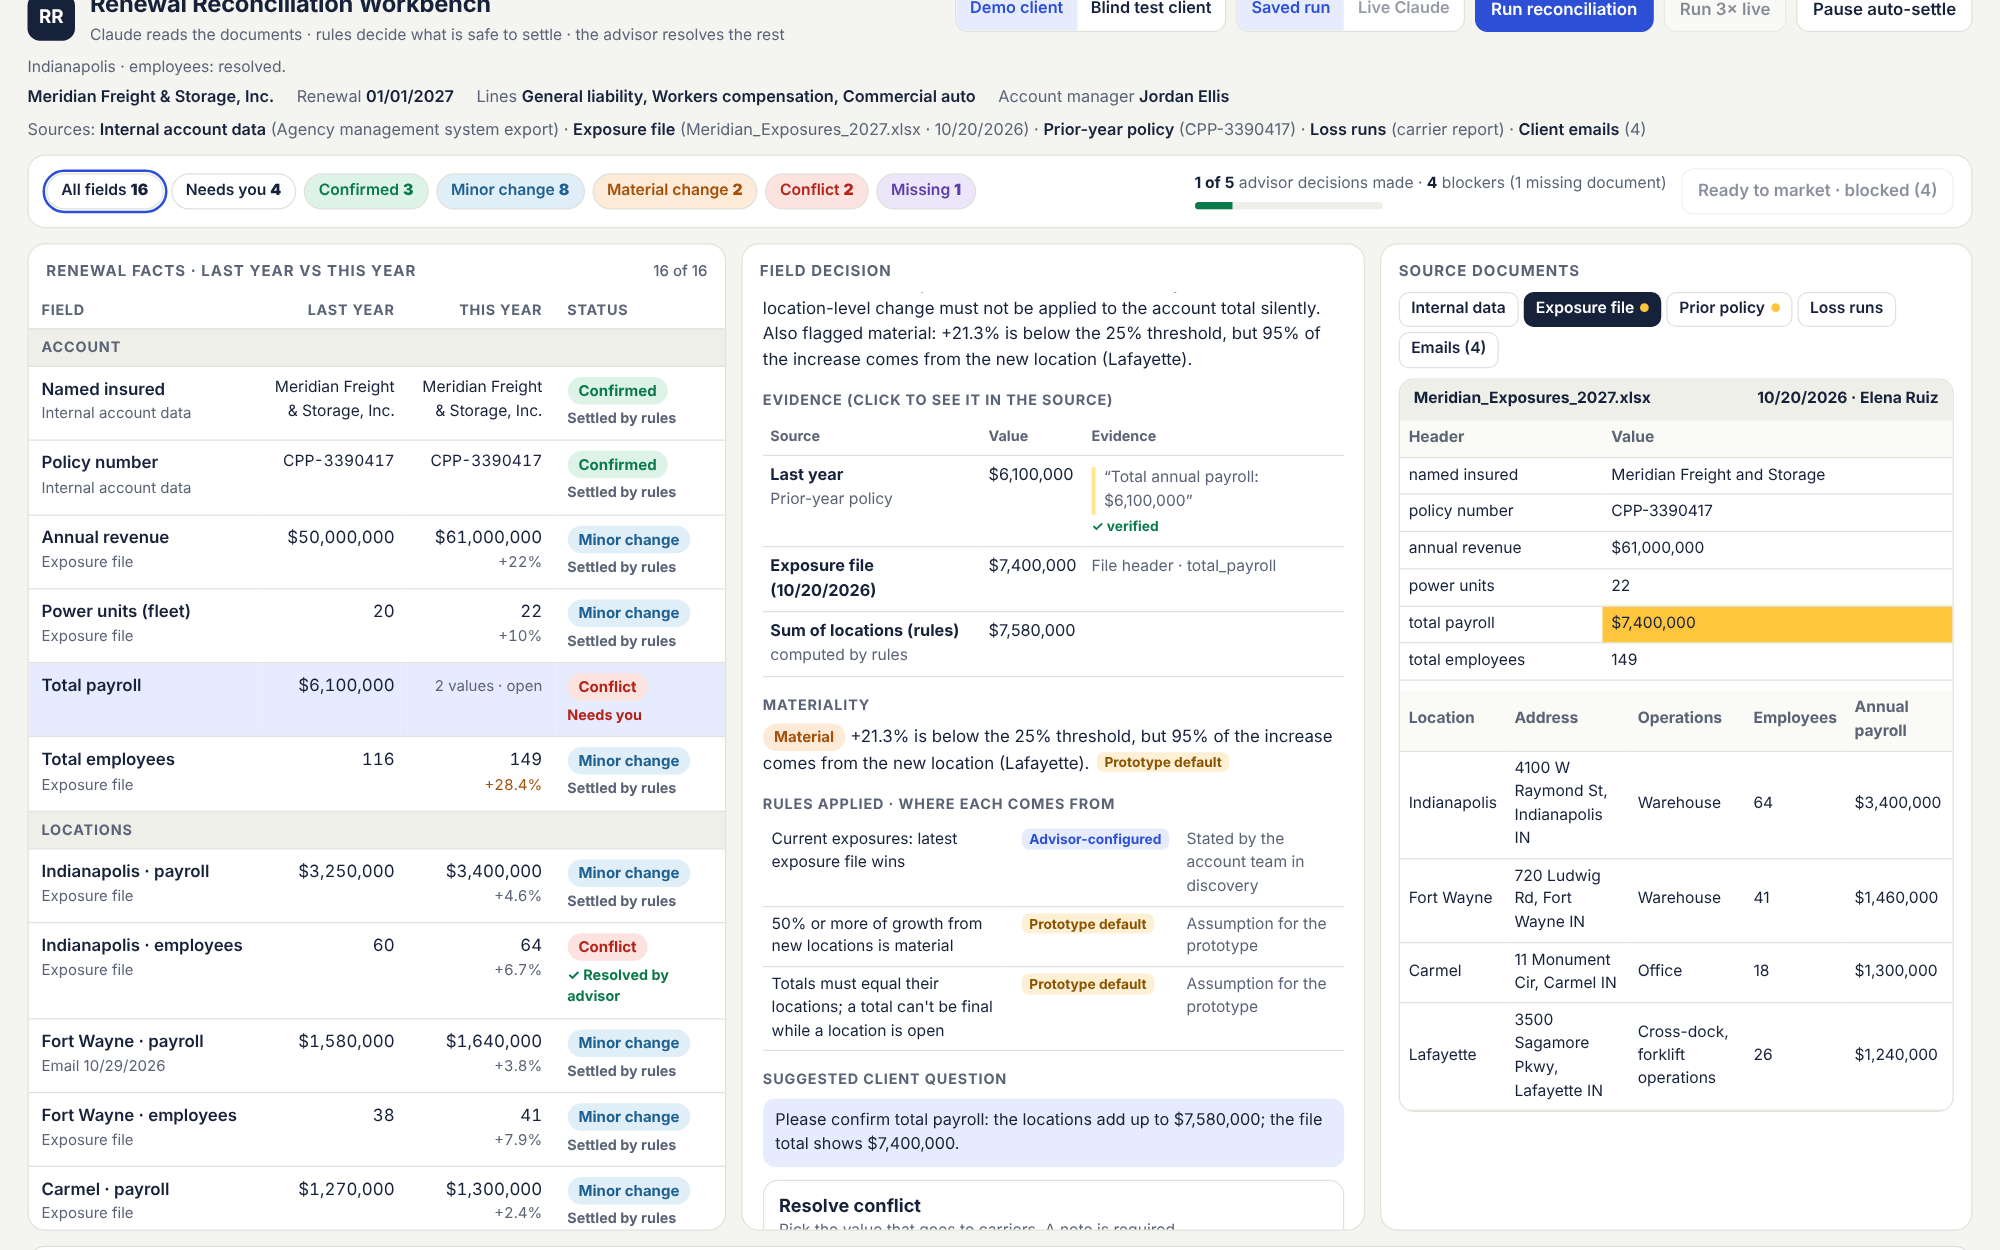 RR
Renewal Reconciliation Workbench
Claude reads the documents · rules decide what is safe to settle · the advisor resolves the rest
Demo client
Blind test client
Saved run
Live Claude
Run reconciliation
Run 3× live
Pause auto-settle
Indianapolis · employees: resolved.
Meridian Freight & Storage, Inc. Renewal 01/01/2027 Lines General liability, Workers compensation, Commercial auto Account manager Jordan Ellis
Sources: Internal account data (Agency management system export) · Exposure file (Meridian_Exposures_2027.xlsx · 10/20/2026) · Prior-year policy (CPP-3390417) · Loss runs (carrier report) · Client emails (4)
All fields 16
Needs you 4
Confirmed 3
Minor change 8
Material change 2
Conflict 2
Missing 1
1 of 5 advisor decisions made · 4 blockers (1 missing document)
Ready to market · blocked (4)
RENEWAL FACTS · LAST YEAR VS THIS YEAR
16 of 16
FIELD LAST YEAR THIS YEAR STATUS
ACCOUNT
Named insured
Internal account data
Meridian Freight
& Storage, Inc.
Meridian Freight
& Storage, Inc.
Confirmed
Settled by rules
Policy number
Internal account data
CPP-3390417
CPP-3390417
Confirmed
Settled by rules
Annual revenue
Exposure file
$50,000,000
$61,000,000
+22%
Minor change
Settled by rules
Power units (fleet)
Exposure file
20
22
+10%
Minor change
Settled by rules
Total payroll
$6,100,000
2 values · open
Conflict
Needs you
Total employees
Exposure file
116
149
+28.4%
Minor change
Settled by rules
LOCATIONS
Indianapolis · payroll
Exposure file
$3,250,000
$3,400,000
+4.6%
Minor change
Settled by rules
Indianapolis · employees
Exposure file
60
64
+6.7%
Conflict
✓ Resolved by
advisor
Fort Wayne · payroll
Email 10/29/2026
$1,580,000
$1,640,000
+3.8%
Minor change
Settled by rules
Fort Wayne · employees
Exposure file
38
41
+7.9%
Minor change
Settled by rules
Carmel · payroll
Exposure file
$1,270,000
$1,300,000
+2.4%
Minor change
Settled by rules
FIELD DECISION
location-level change must not be applied to the account total silently.
Also flagged material: +21.3% is below the 25% threshold, but 95% of
the increase comes from the new location (Lafayette).
EVIDENCE (CLICK TO SEE IT IN THE SOURCE)
Source Value Evidence
Last year
Prior-year policy
$6,100,000
“Total annual payroll:
$6,100,000”
✓ verified
Exposure file
(10/20/2026)
$7,400,000
File header · total_payroll
Sum of locations (rules)
computed by rules
$7,580,000
MATERIALITY
Material +21.3% is below the 25% threshold, but 95% of the increase
comes from the new location (Lafayette). Prototype default
RULES APPLIED · WHERE EACH COMES FROM
Current exposures: latest
exposure file wins
Advisor-configured
Stated by the
account team in
discovery
50% or more of growth from
new locations is material
Prototype default
Assumption for the
prototype
Totals must equal their
locations; a total can't be final
while a location is open
Prototype default
Assumption for the
prototype
SUGGESTED CLIENT QUESTION
Please confirm total payroll: the locations add up to $7,580,000; the file
total shows $7,400,000.
Resolve conflict
Pick the value that goes to carriers. A note is required.
SOURCE DOCUMENTS
Internal data
Exposure file
Prior policy
Loss runs
Emails (4)
Meridian_Exposures_2027.xlsx
10/20/2026 · Elena Ruiz
Header Value
named insured Meridian Freight and Storage
policy number CPP-3390417
annual revenue $61,000,000
power units 22
total payroll $7,400,000
total employees 149
Location Address Operations Employees Annual
payroll
Indianapolis
4100 W
Raymond St,
Indianapolis
IN
Warehouse
64
$3,400,000
Fort Wayne
720 Ludwig
Rd, Fort
Wayne IN
Warehouse
41
$1,460,000
Carmel
11 Monument
Cir, Carmel IN
Office
18
$1,300,000
Lafayette
3500
Sagamore
Pkwy,
Lafayette IN
Cross-dock,
forklift
operations
26
$1,240,000